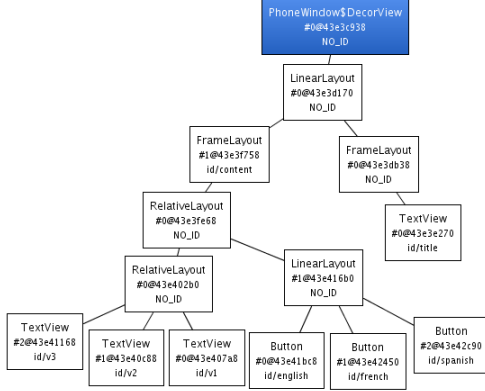 PhoneWindow$DecorView
#0@43e3c938
NO_ID
LinearLayout
#0@43e3d170
NO_ID
FrameLayout
#1@43e3f758
id/content
FrameLayout
#0@43e3db38
NO_ID
RelativeLayout
#0@43e3fe68
NO_ID
TextView
#0@43e3e270
id/title
RelativeLayout
#0@43e402b0
NO_ID
LinearLayout
#1@43e416b0
NO_ID
TextView
#2@43e41168
id/v3
TextView
#1@43e40c88
id/v2
TextView
#0@43e407a8
id/v1
Button
#0@43e41bc8
id/english
Button
#1@43e42450
id/french
Button
#2@43e42c90
id/spanish